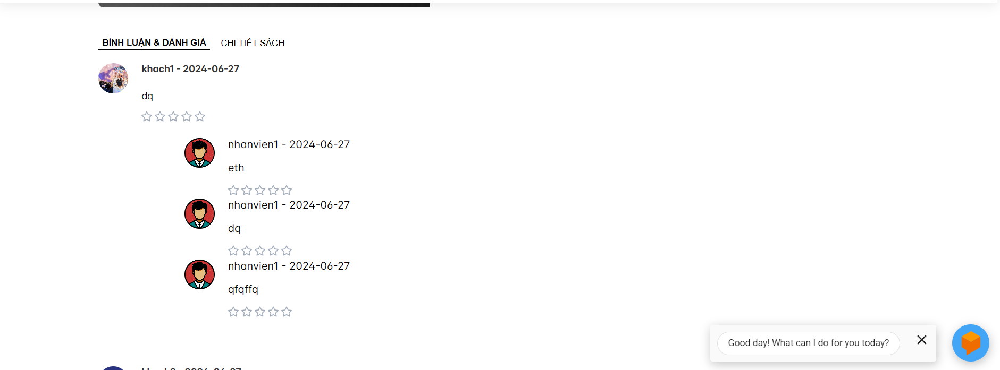 BÌNH LUẬN & ĐÁNH GIÁ CHI TIẾT SÁCH
khach1 - 2024-06-27
dq
nhanvien1 - 2024-06-27
eth
nhanvien1 - 2024-06-27
dq
nhanvien1 - 2024-06-27
qfqffq
Good day! What can I do for you today?